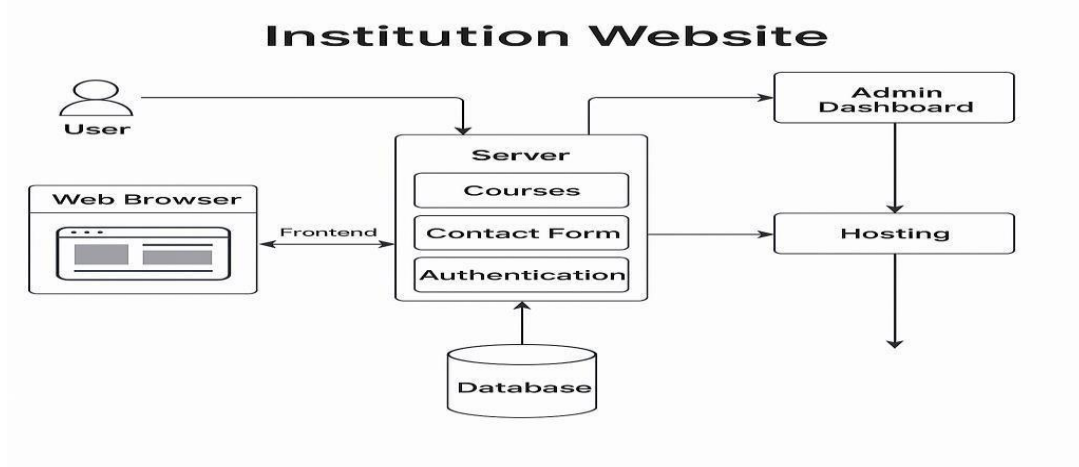 Institution Website
User
Admin
Dashboard
Server
Web Browser
Courses
Frontend
Contact Form
Hosting
Authentication
Database